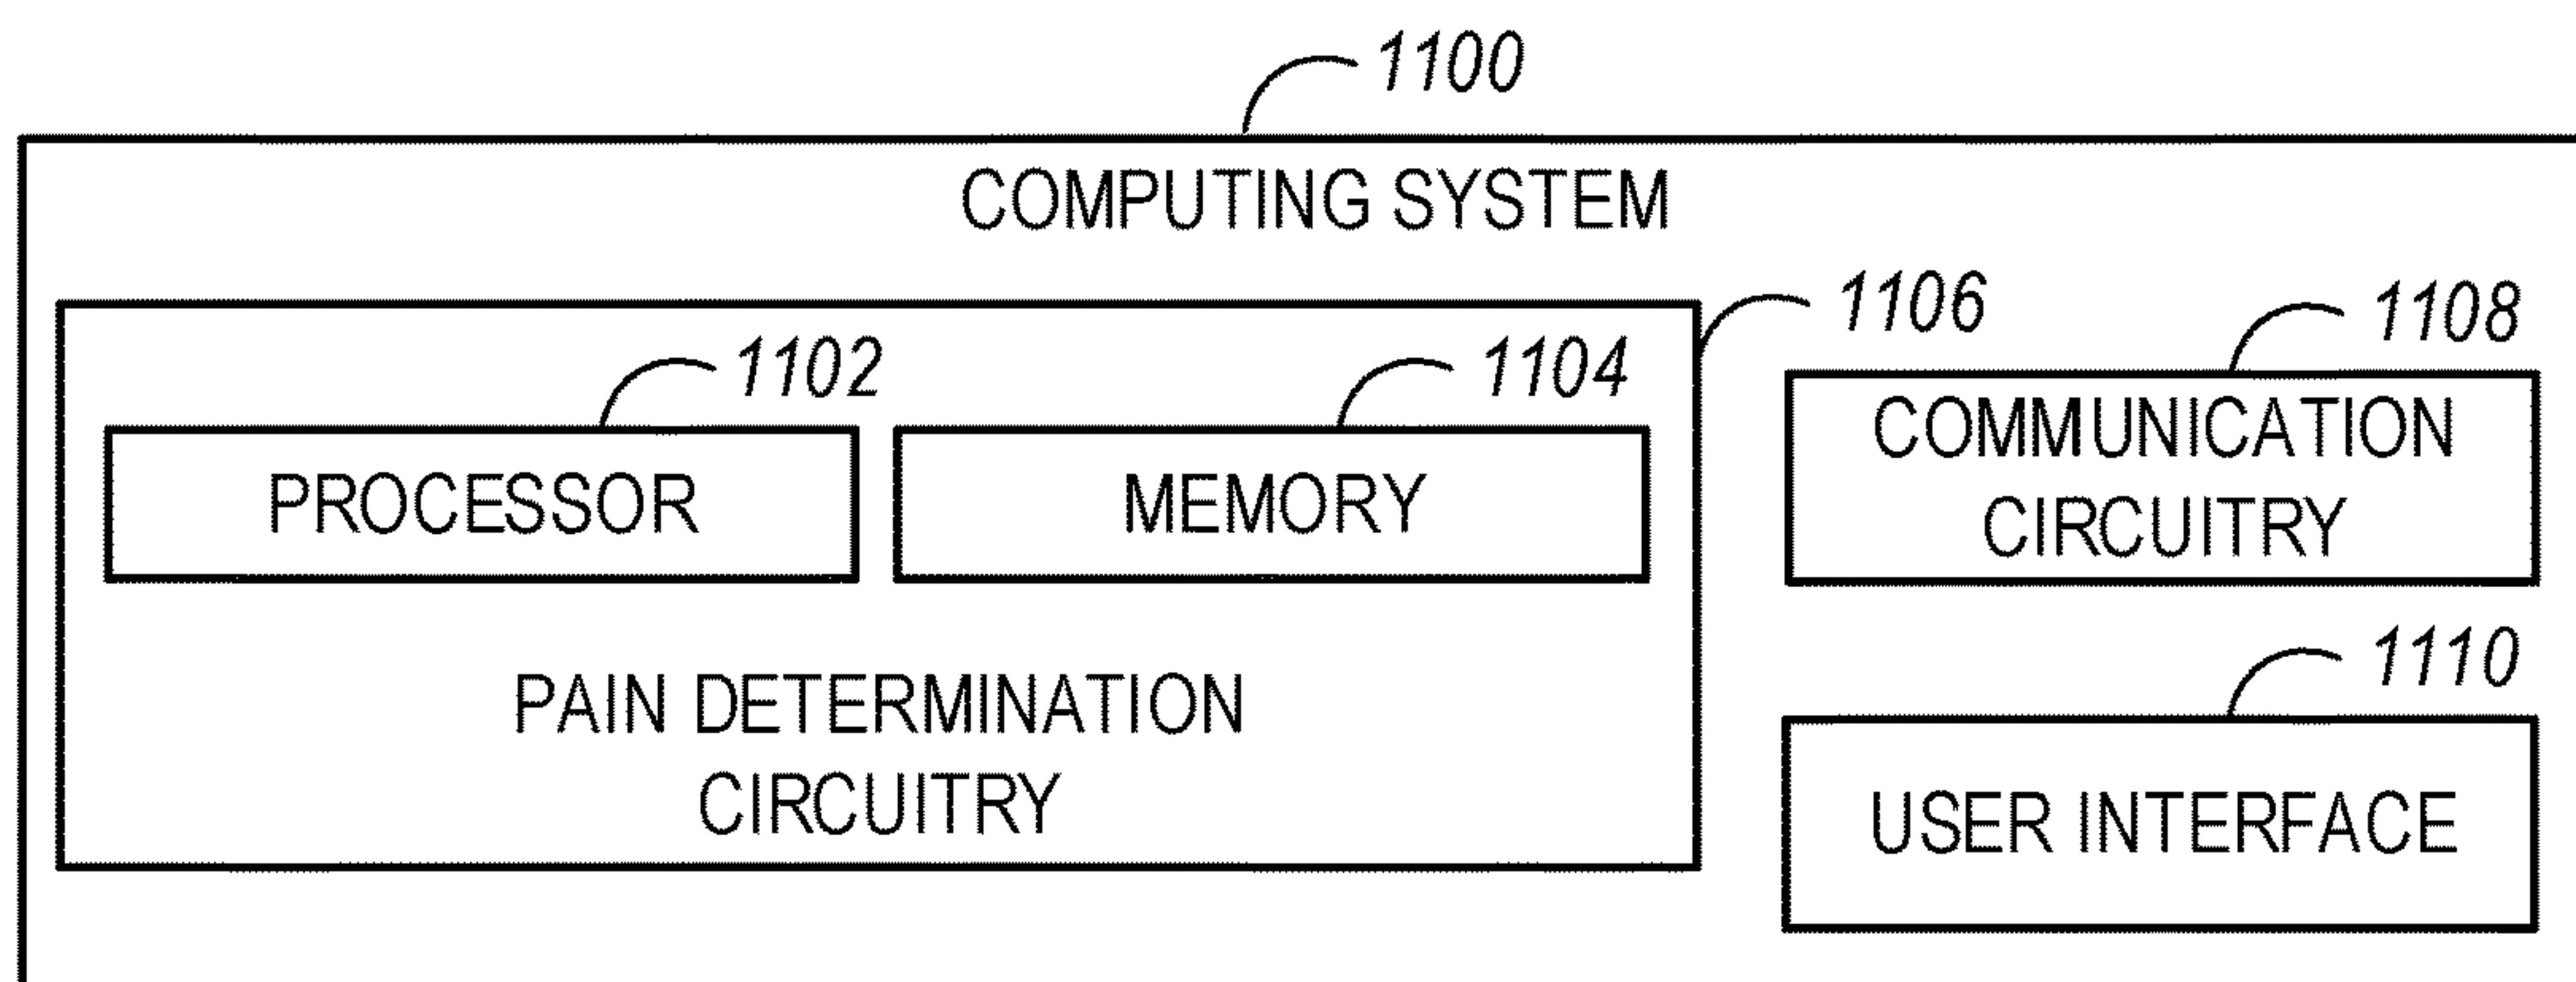 1100
COMPUTING SYSTEM
1106
1108
1102
1104
COMMUNICATION
CIRCUITRY
PROCESSOR
MEMORY
1110
PAIN DETERMINATION
CIRCUITRY
USER INTERFACE